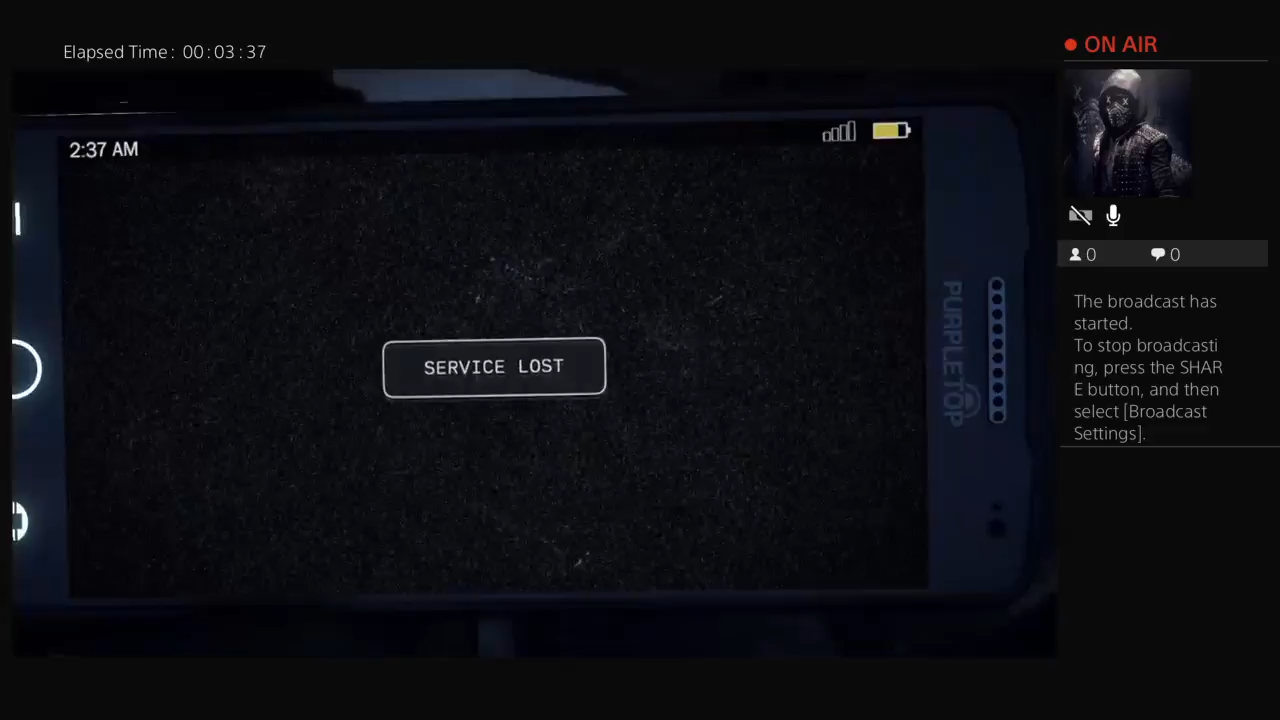 Elapsed Time: 00:03:37
ON AIR
2:37 AM
SERVICE LOST
PURPLETOP
0 0
The broadcast has
started.
To stop broadcasti
ng, press the SHAR
E button, and then
select [Broadcast
Settings].